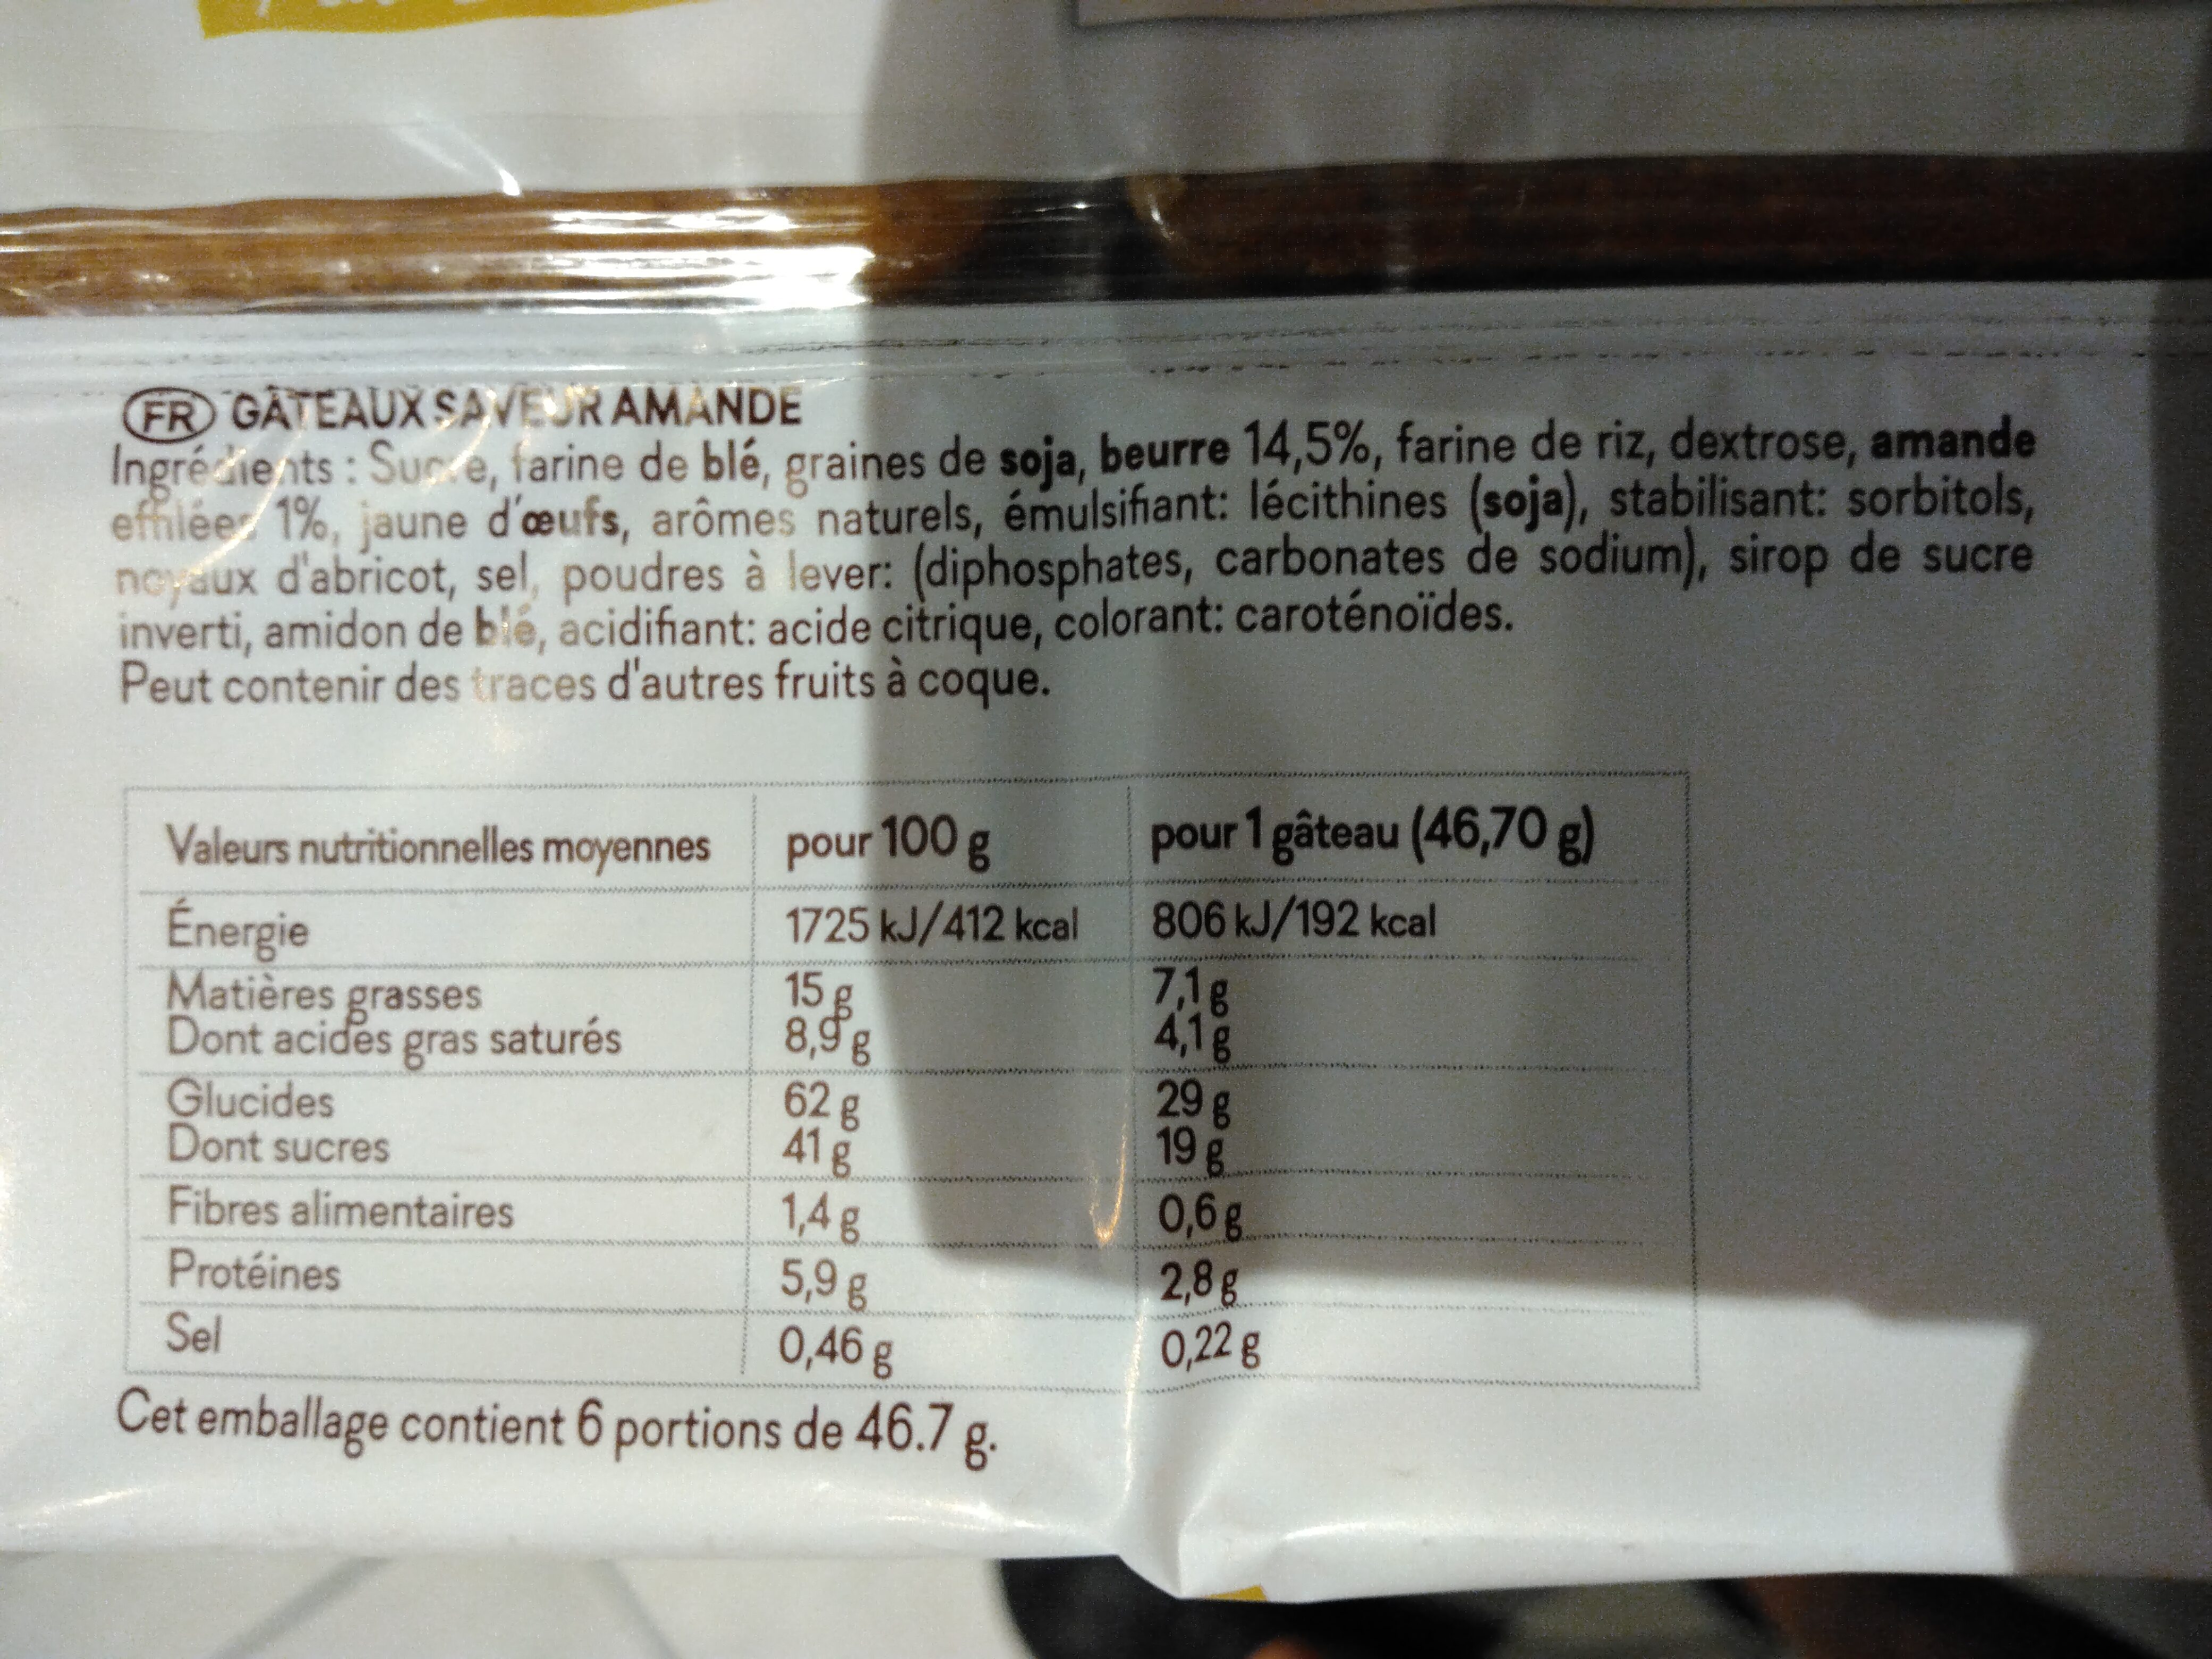 FR GÂTEAUX SAVEUR AMANDE
Ingrédients : Sucre, farine de blé, graines de soja, beurre 14,5%, farine de riz, dextrose, amande
effilées 1%, jaune d'œufs, arômes naturels, émulsifiant: lécithines (soja), stabilisant: sorbitols,
noyaux d'abricot, sel, poudres à lever: (diphosphates, carbonates de sodium), sirop de sucre
inverti, amidon de blé, acidifiant: acide citrique, colorant: caroténoïdes.
Peut contenir des traces d'autres fruits à coque.
Valeurs nutritionnelles moyennes pour 100 g pour 1 gâteau (46,70 g)
Énergie 1725 kJ/412 kcal 806 kJ/192 kcal
Matières grasses 15 g 7,1 g
Dont acides gras saturés 8,9 g 4,1 g
Glucides 62 g 29 g
Dont sucres 41 g 19 g
Fibres alimentaires 1,4 g 0,6 g
Protéines 5,9 g 2,8 g
Sel 0,46 g 0,22 g
Cet emballage contient 6 portions de 46.7 g.